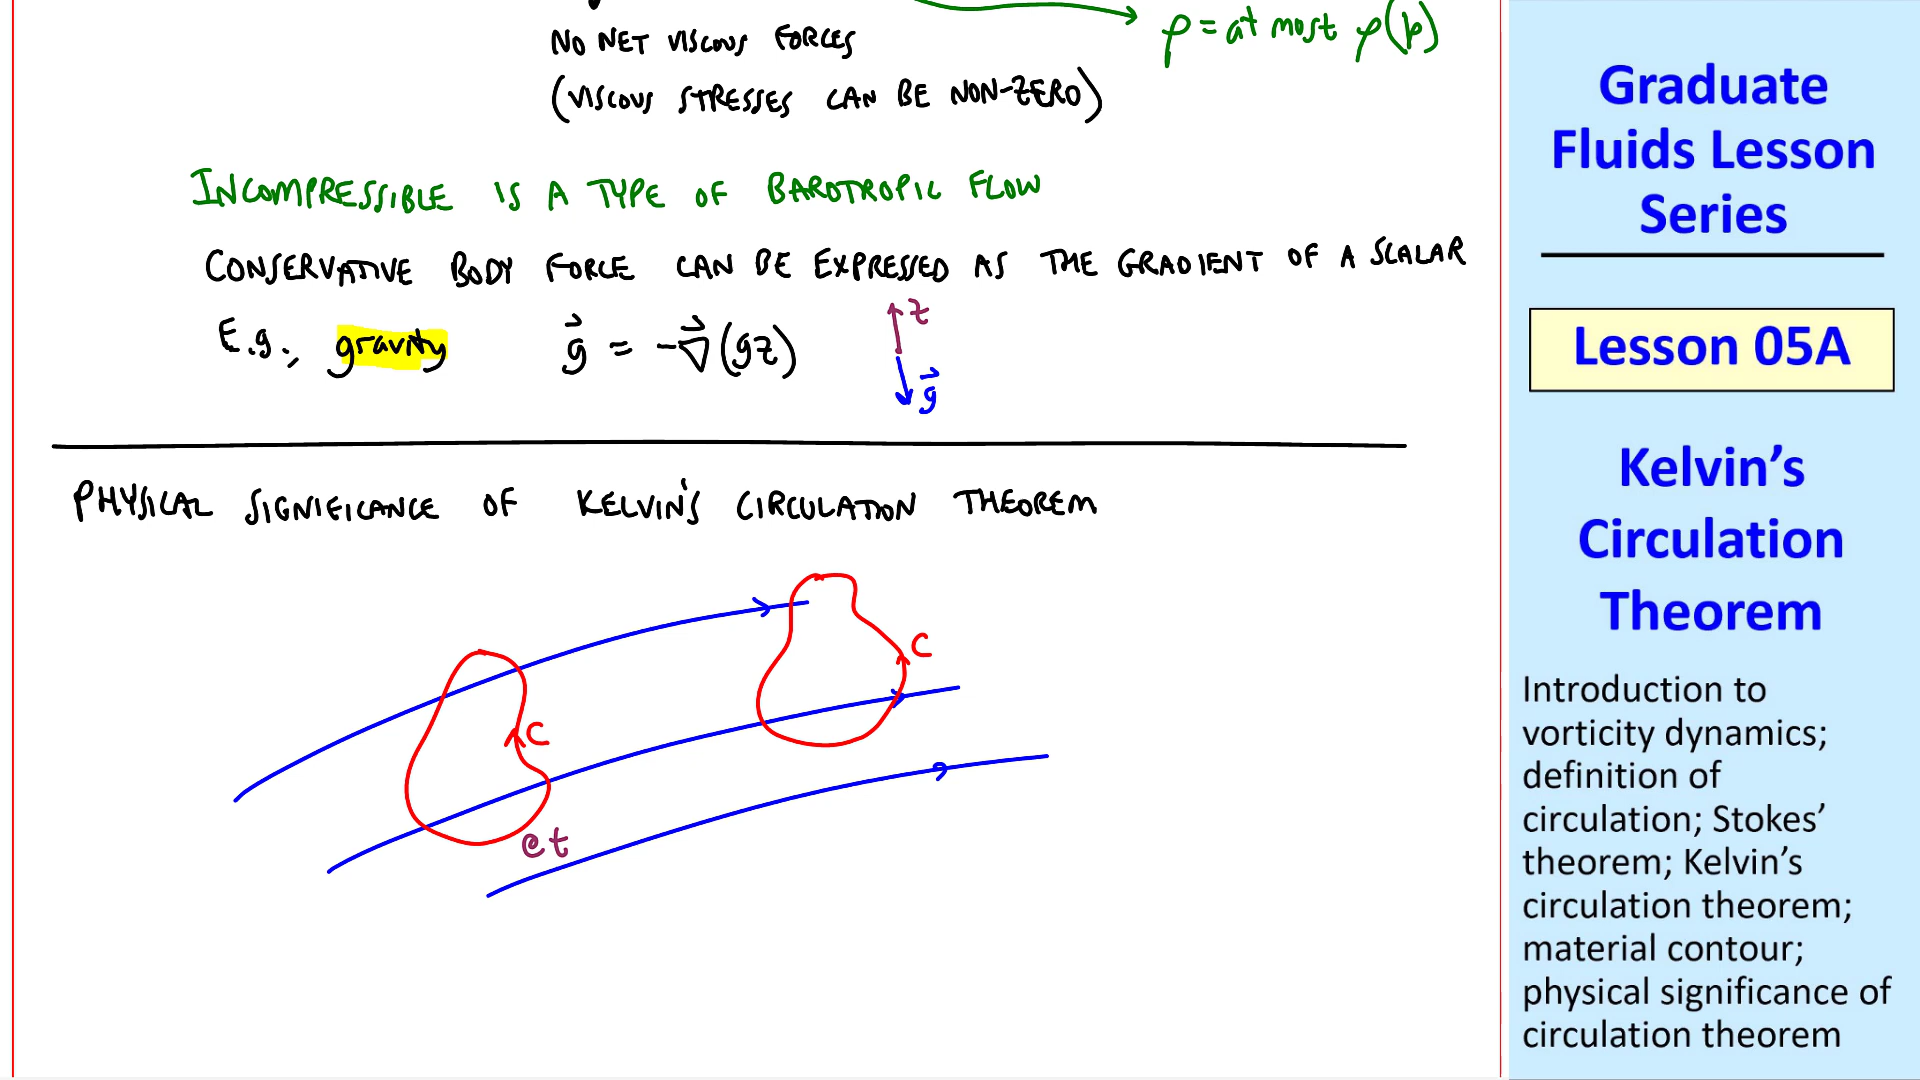 NO NET VISCOUS FORCES
ρ = at most ρ(p)
(VISCOUS STRESSES CAN BE NON-ZERO)
INCOMPRESSIBLE IS A TYPE OF BAROTROPIC FLOW
CONSERVATIVE BODY FORCE CAN BE EXPRESSED AS THE GRADIENT OF A SCALAR
E.g., gravity g⃗ = -∇⃗(gz)
z
g⃗
PHYSICAL SIGNIFICANCE OF KELVIN'S CIRCULATION THEOREM
C
C
@t
Graduate
Fluids Lesson
Series
Lesson 05A
Kelvin’s
Circulation
Theorem
Introduction to
vorticity dynamics;
definition of
circulation; Stokes’
theorem; Kelvin’s
circulation theorem;
material contour;
physical significance of
circulation theorem